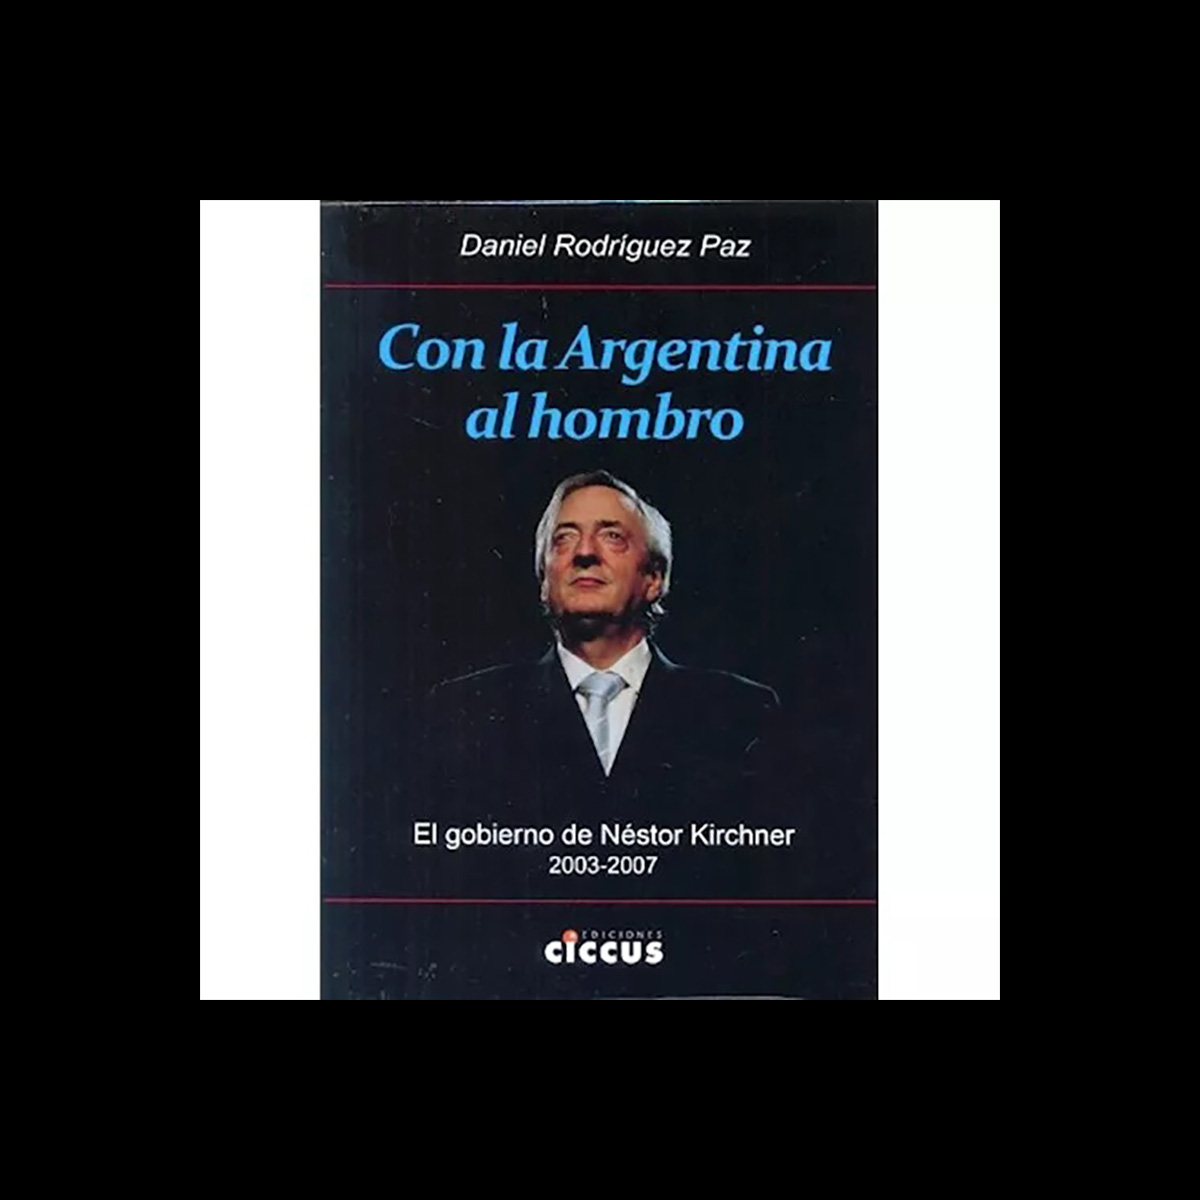 Daniel Rodríguez Paz
Con la Argentina
al hombro
El gobierno de Néstor Kirchner
2003-2007
EDICIONES
ciccus